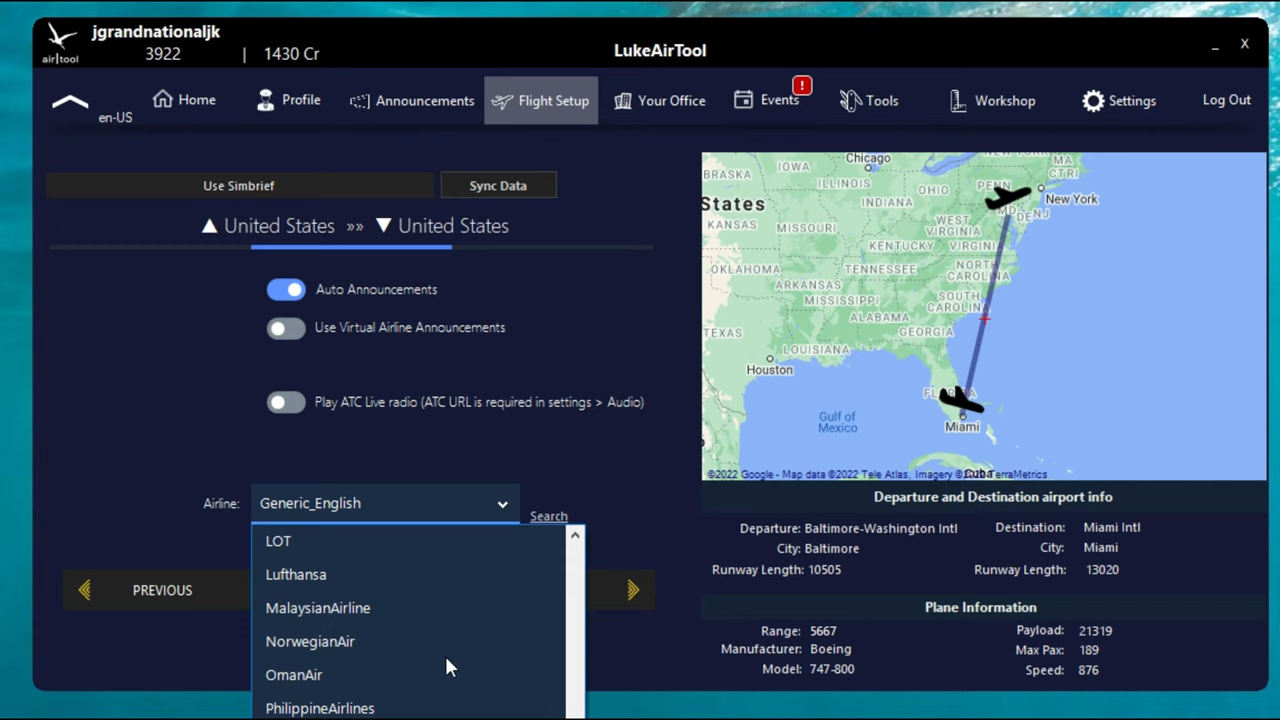 jgrandnationaljk
3922 | 1430 Cr
air|tool
LukeAirTool
_ X
en-US
Home
Profile
Announcements
Flight Setup
Your Office
Events
!
Tools
Workshop
Settings
Log Out
Use Simbrief
Sync Data
▲ United States »» ▼ United States
Auto Announcements
Use Virtual Airline Announcements
Play ATC Live radio (ATC URL is required in settings > Audio)
Airline: Generic_English
Search
LOT
Lufthansa
MalaysianAirline
NorwegianAir
OmanAir
PhilippineAirlines
PREVIOUS
Chicago
IOWA
ILLINOIS
OHIO
PENN
NJ
New York
States
INDIANA
KANSAS
MISSOURI
WEST
VIRGINIA
VIRGINIA
KENTUCKY
OKLAHOMA
TENNESSEE
NORTH
CAROLINA
ARKANSAS
MISSISSIPPI
SOUTH
CAROLINA
ALABAMA
GEORGIA
TEXAS
LOUISIANA
Houston
Gulf of
Mexico
Miami
Cuba
Departure and Destination airport info
Departure: Baltimore-Washington Intl
City: Baltimore
Runway Length: 10505
Destination: Miami Intl
City: Miami
Runway Length: 13020
Plane Information
Range: 5667
Manufacturer: Boeing
Model: 747-800
Payload: 21319
Max Pax: 189
Speed: 876